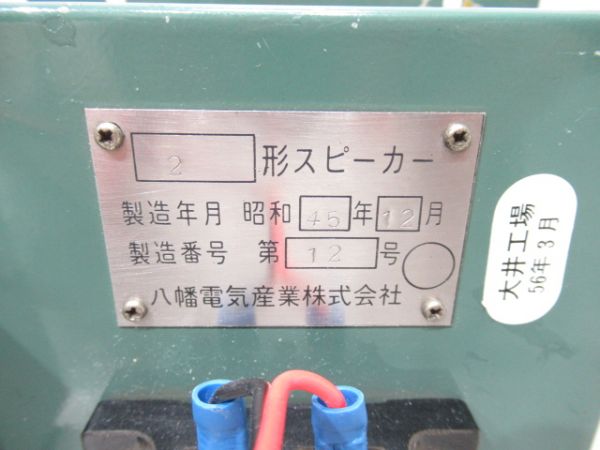 2 形スピーカー
製造年月 昭和 45 年 12 月
製造番号 第 12 号
八幡電気産業株式会社
大井工場
56年3月